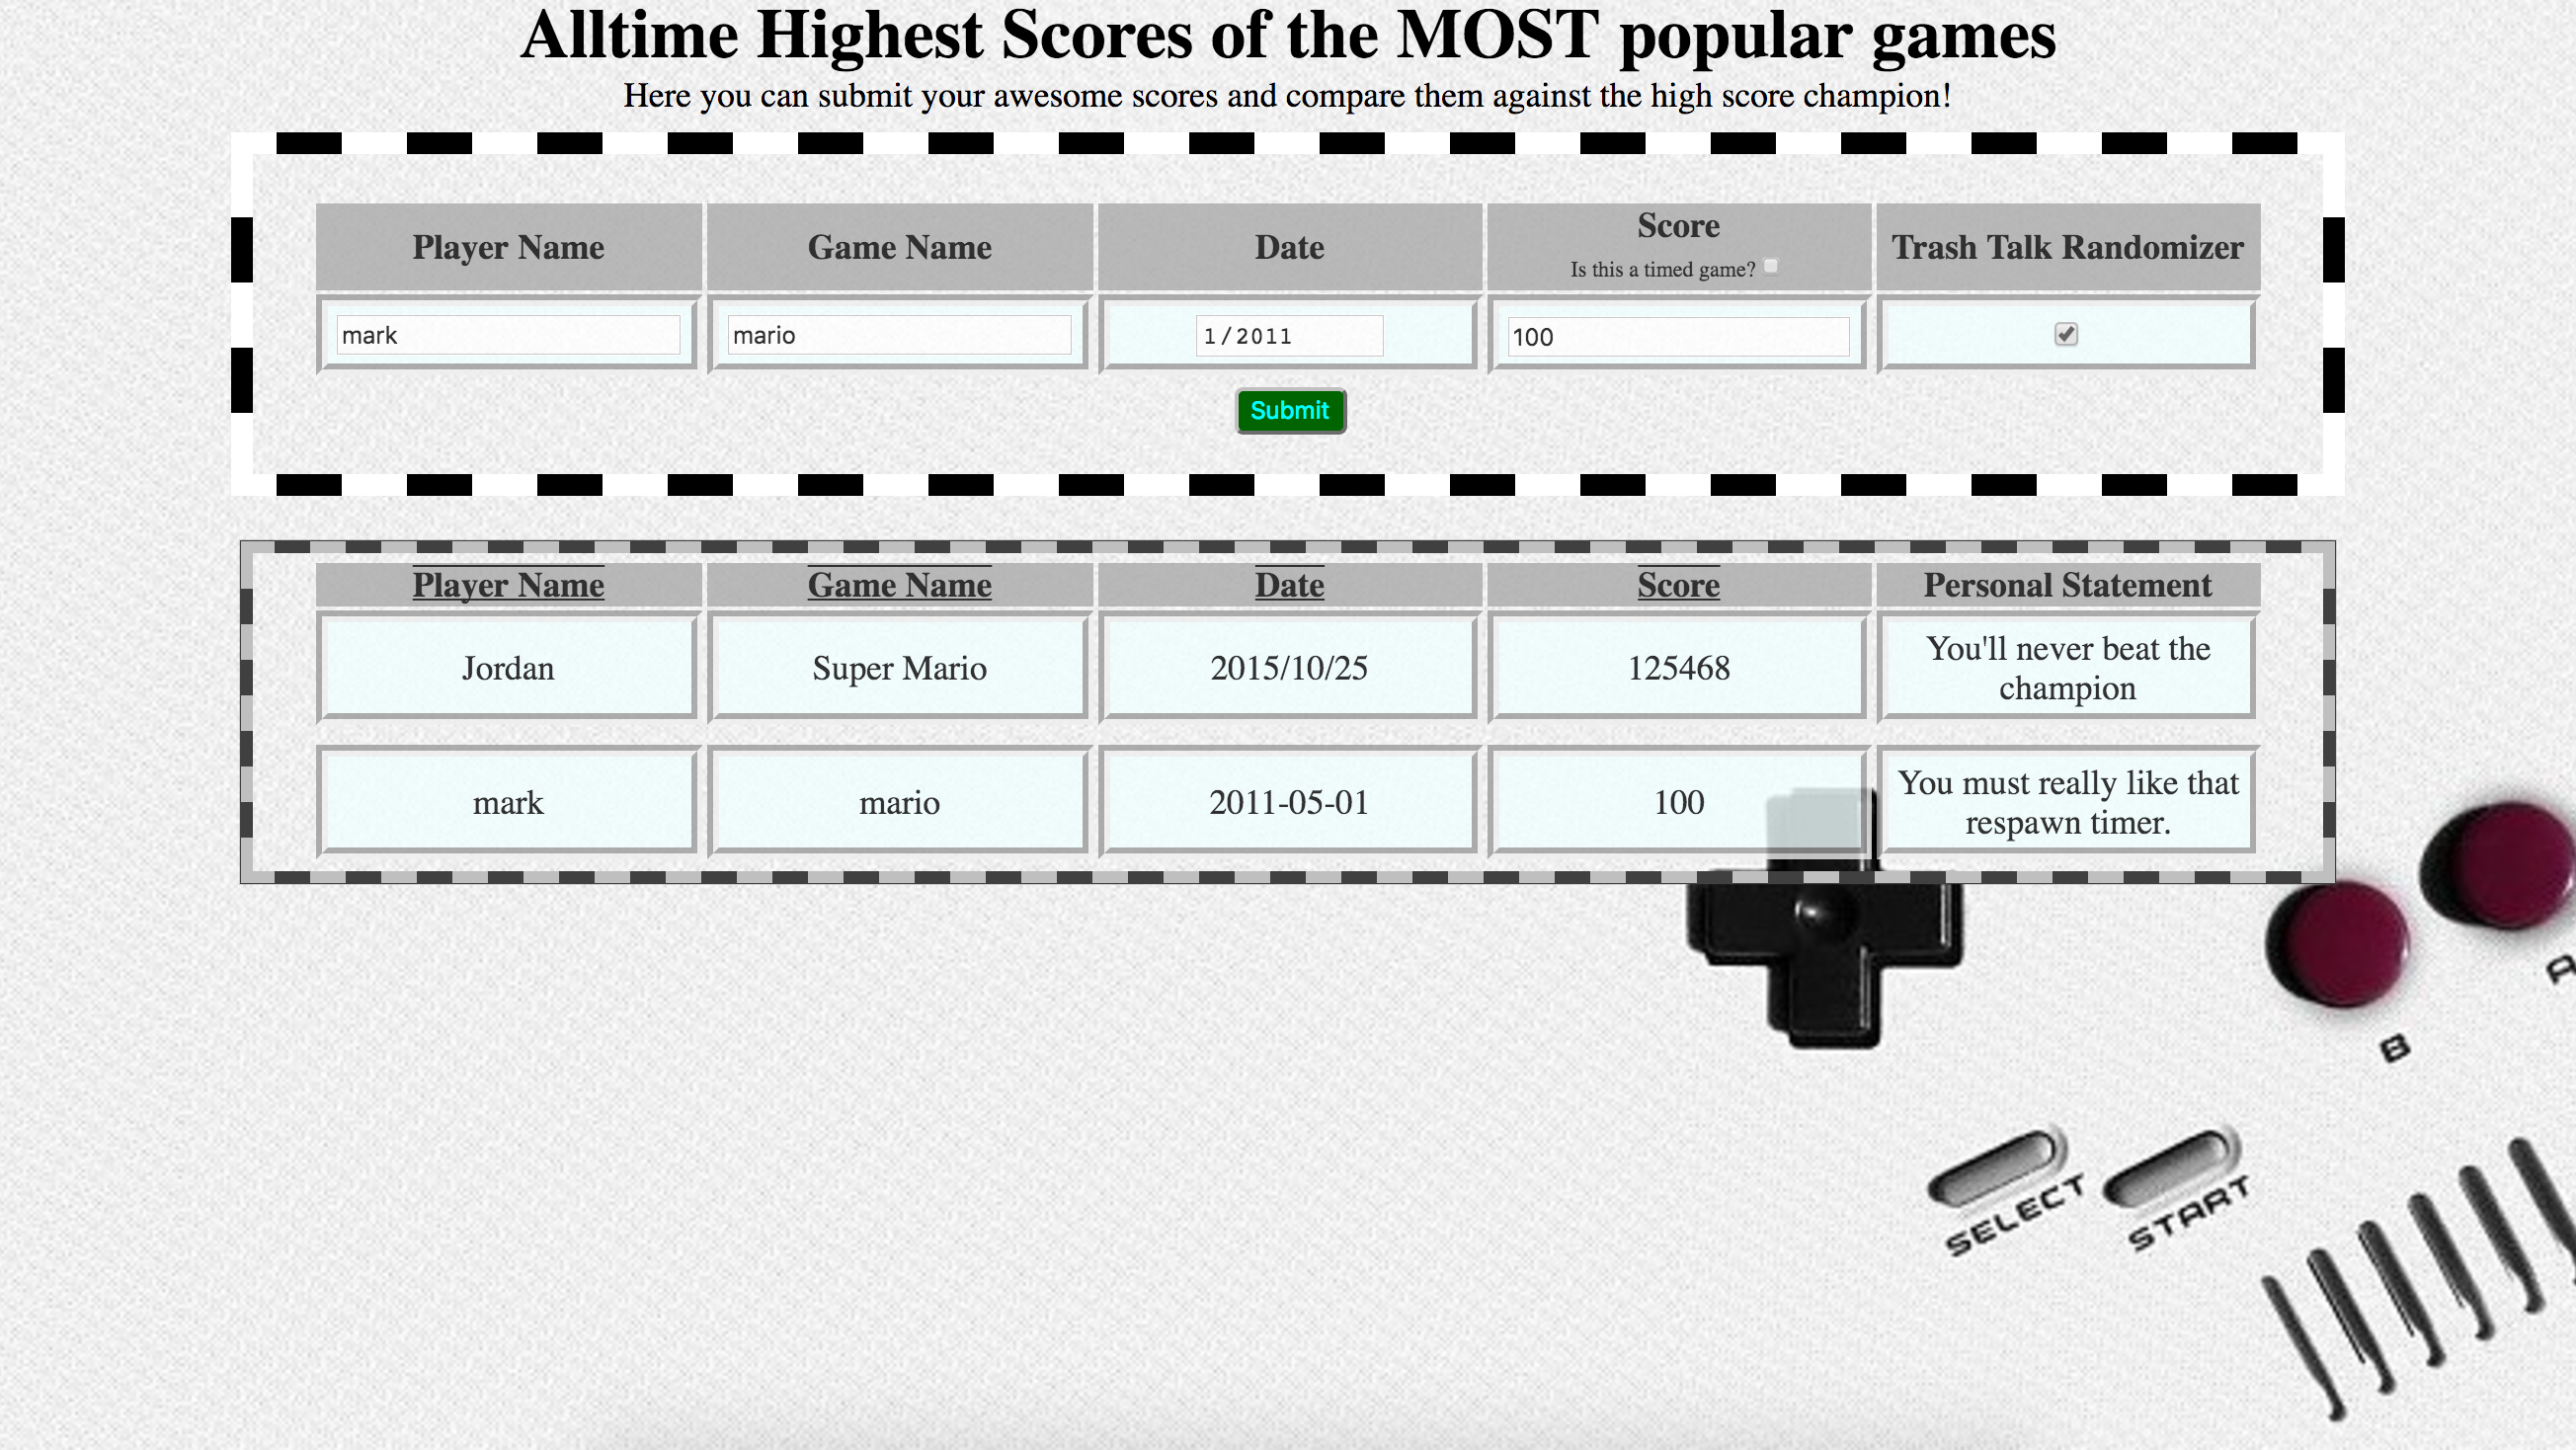 Alltime Highest Scores of the MOST popular games
Here you can submit your awesome scores and compare them against the high score champion!
Player Name Game Name Date Score Trash Talk Randomizer
Is this a timed game?
mark mario 1/2011 100
Submit
Player Name Game Name Date Score Personal Statement
Jordan Super Mario 2015/10/25 125468 You'll never beat the
champion
mark mario 2011-05-01 100 You must really like that
respawn timer.
A
B
SELECT START